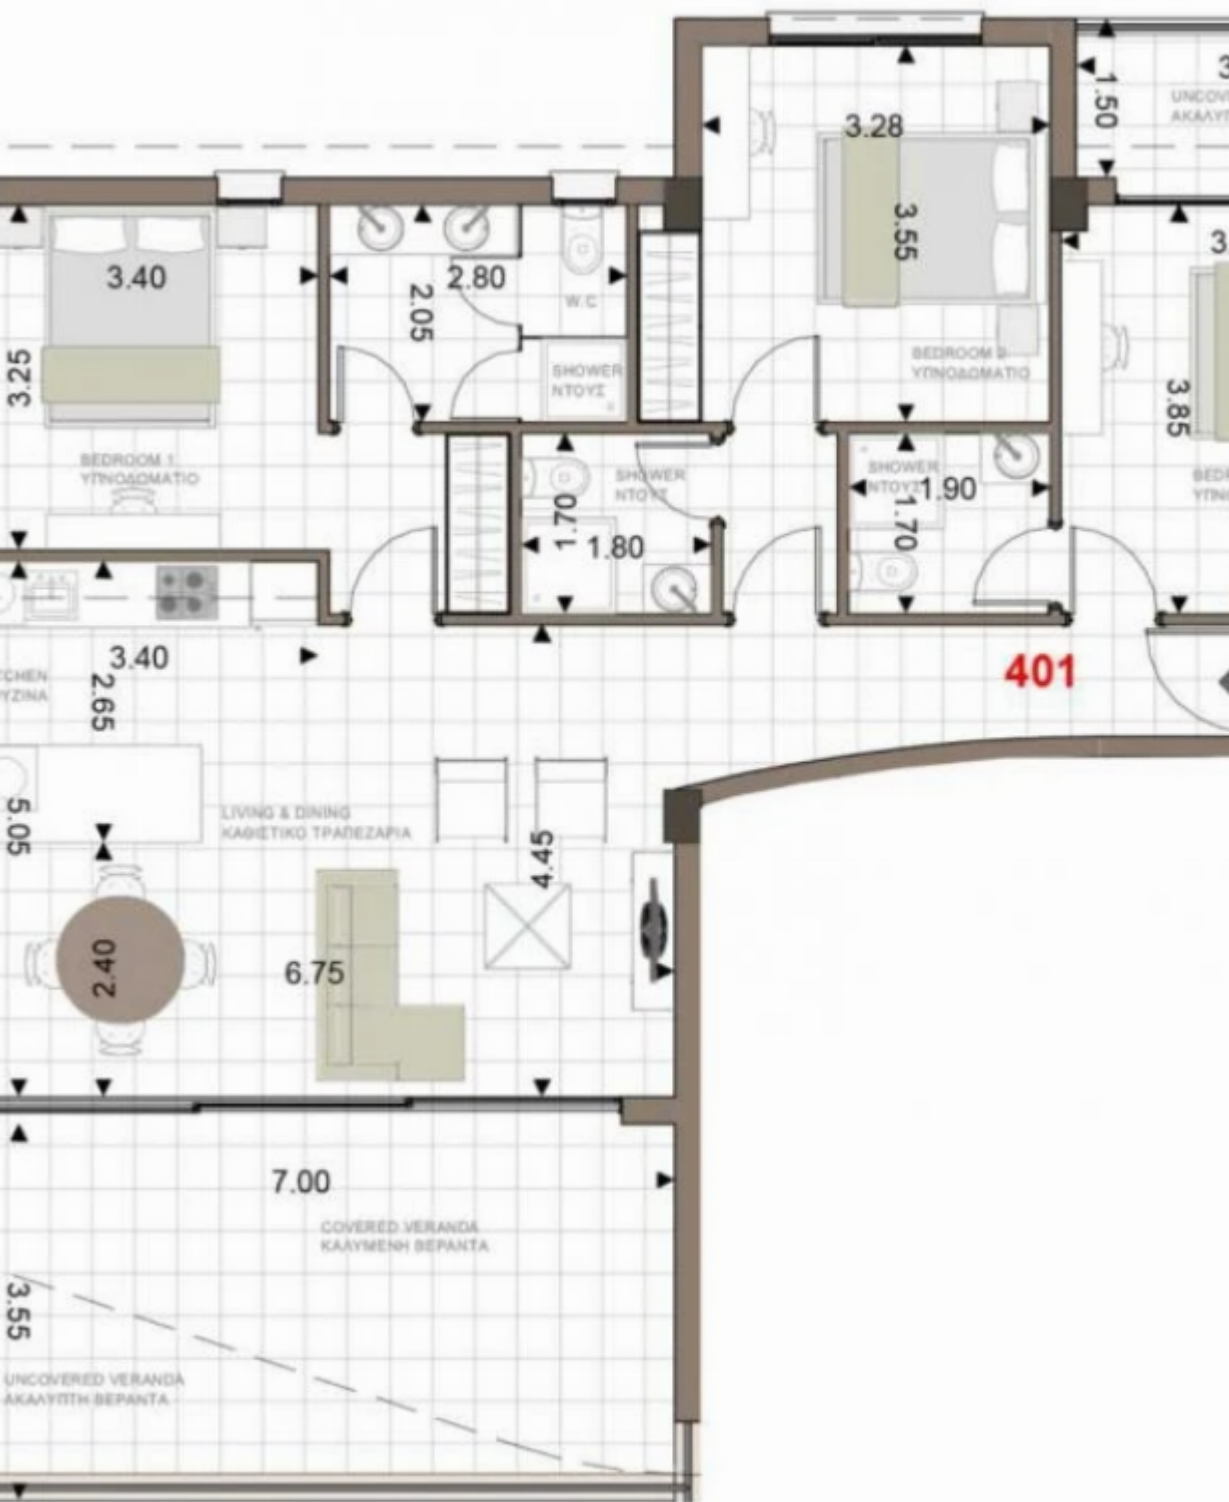 1.50
3.28
3.55
3.40
2.80
2.05
W.C
3.25
SHOWER
ΝΤΟΥΣ
BEDROOM 2
ΥΠΝΟΔΩΜΑΤΙΟ
3.85
BEDROOM 1
ΥΠΝΟΔΩΜΑΤΙΟ
SHOWER
ΝΤΟΥΣ
1.70
1.80
SHOWER
ΝΤΟΥΣ
1.90
1.70
3.40
2.65
401
LIVING & DINING
ΚΑΘΙΣΤΙΚΟ ΤΡΑΠΕΖΑΡΙΑ
5.05
4.45
2.40
6.75
7.00
COVERED VERANDA
ΚΑΛΥΜΕΝΗ ΒΕΡΑΝΤΑ
3.55
UNCOVERED VERANDA
ΑΚΑΛΥΠΤΗ ΒΕΡΑΝΤΑ